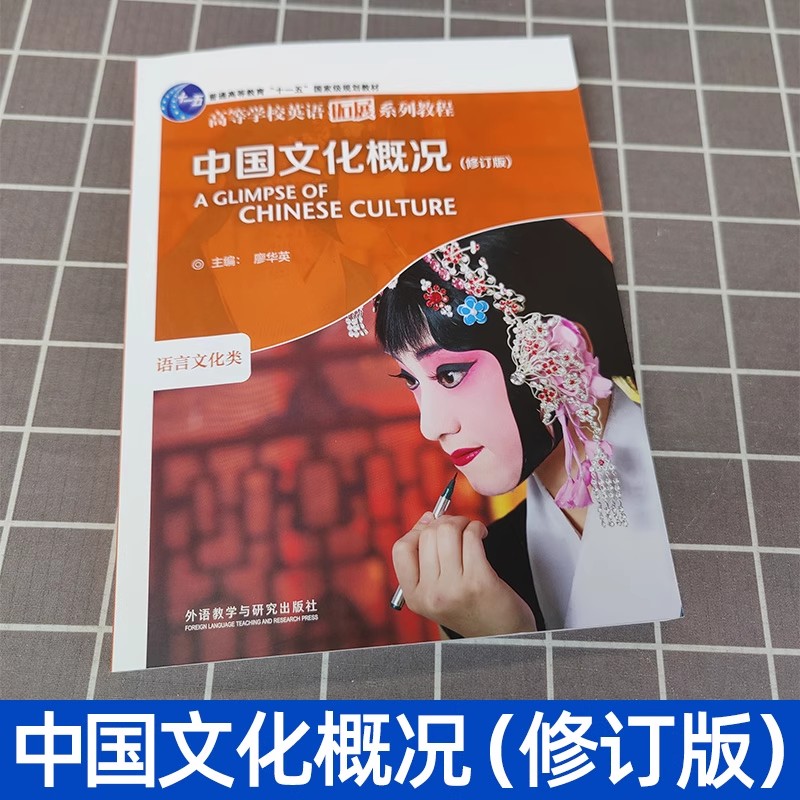 十一五
普通高等教育“十一五”国家级规划教材
高等学校英语拓展系列教程
中国文化概况(修订版)
A GLIMPSE OF
CHINESE CULTURE
主编： 廖华英
语言文化类
外语教学与研究出版社
FOREIGN LANGUAGE TEACHING AND RESEARCH PRESS
中国文化概况(修订版)